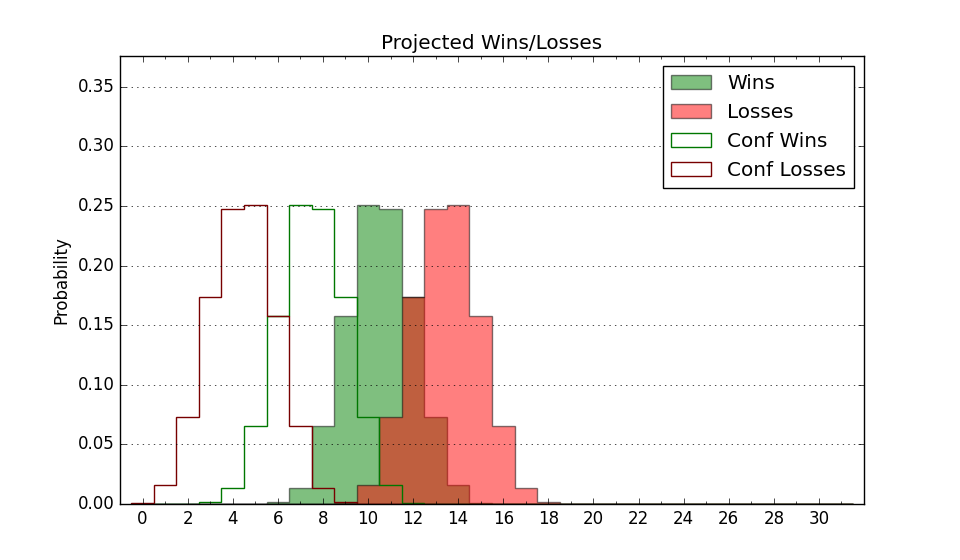 Projected Wins/Losses
Wins
Losses
Conf Wins
Conf Losses
Probability
0.35
0.30
0.25
0.20
0.15
0.10
0.05
0.00
0 2 4 6 8 10 12 14 16 18 20 22 24 26 28 30